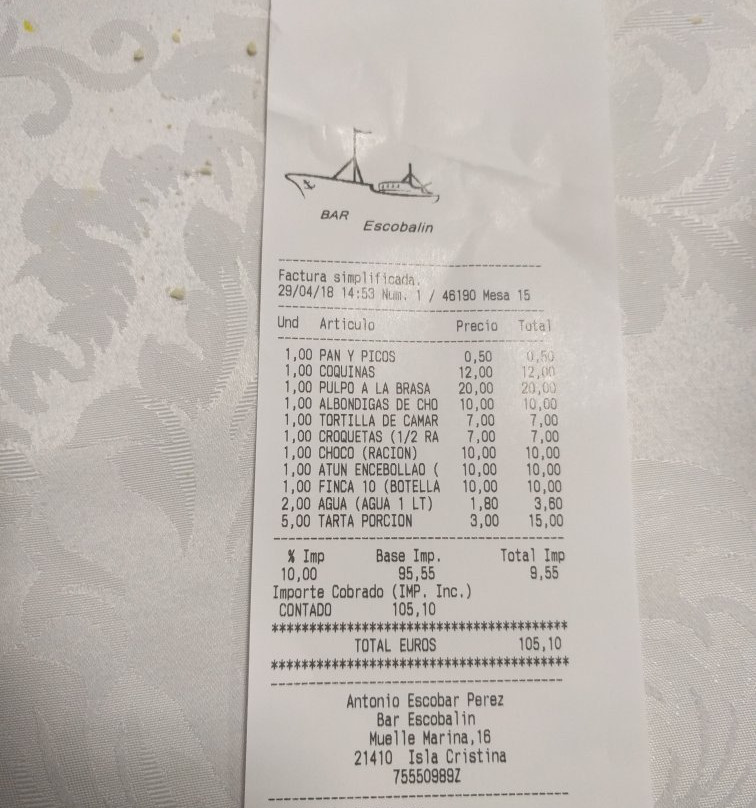 BAR
Escobalin
Factura simplificada.
29/04/18 14:53 Num. 1 / 46190 Mesa 15
Und Articulo Precio Total
1,00 PAN Y PICOS 0,50 0,50
1,00 COQUINAS 12,00 12,00
1,00 PULPO A LA BRASA 20,00 20,00
1,00 ALBONDIGAS DE CHO 10,00 10,00
1,00 TORTILLA DE CAMAR 7,00 7,00
1,00 CROQUETAS (1/2 RA 7,00 7,00
1,00 CHOCO (RACION) 10,00 10,00
1,00 ATUN ENCEBOLLAO ( 10,00 10,00
1,00 FINCA 10 (BOTELLA 10,00 10,00
2,00 AGUA (AGUA 1 LT) 1,80 3,60
5,00 TARTA PORCION 3,00 15,00
% Imp Base Imp. Total Imp
10,00 95,55 9,55
Importe Cobrado (IMP. Inc.)
CONTADO 105,10
****************************************
TOTAL EUROS 105,10
****************************************
Antonio Escobar Perez
Bar Escobalin
Muelle Marina,16
21410 Isla Cristina
75550989Z